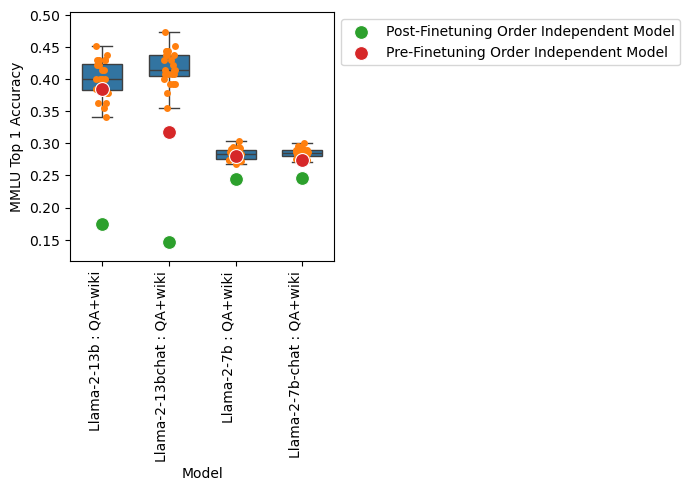 Post-Finetuning Order Independent Model
Pre-Finetuning Order Independent Model
MMLU Top 1 Accuracy
0.50
0.45
0.40
0.35
0.30
0.25
0.20
0.15
Llama-2-13b : QA+wiki
Llama-2-13bchat : QA+wiki
Llama-2-7b : QA+wiki
Llama-2-7b-chat : QA+wiki
Model